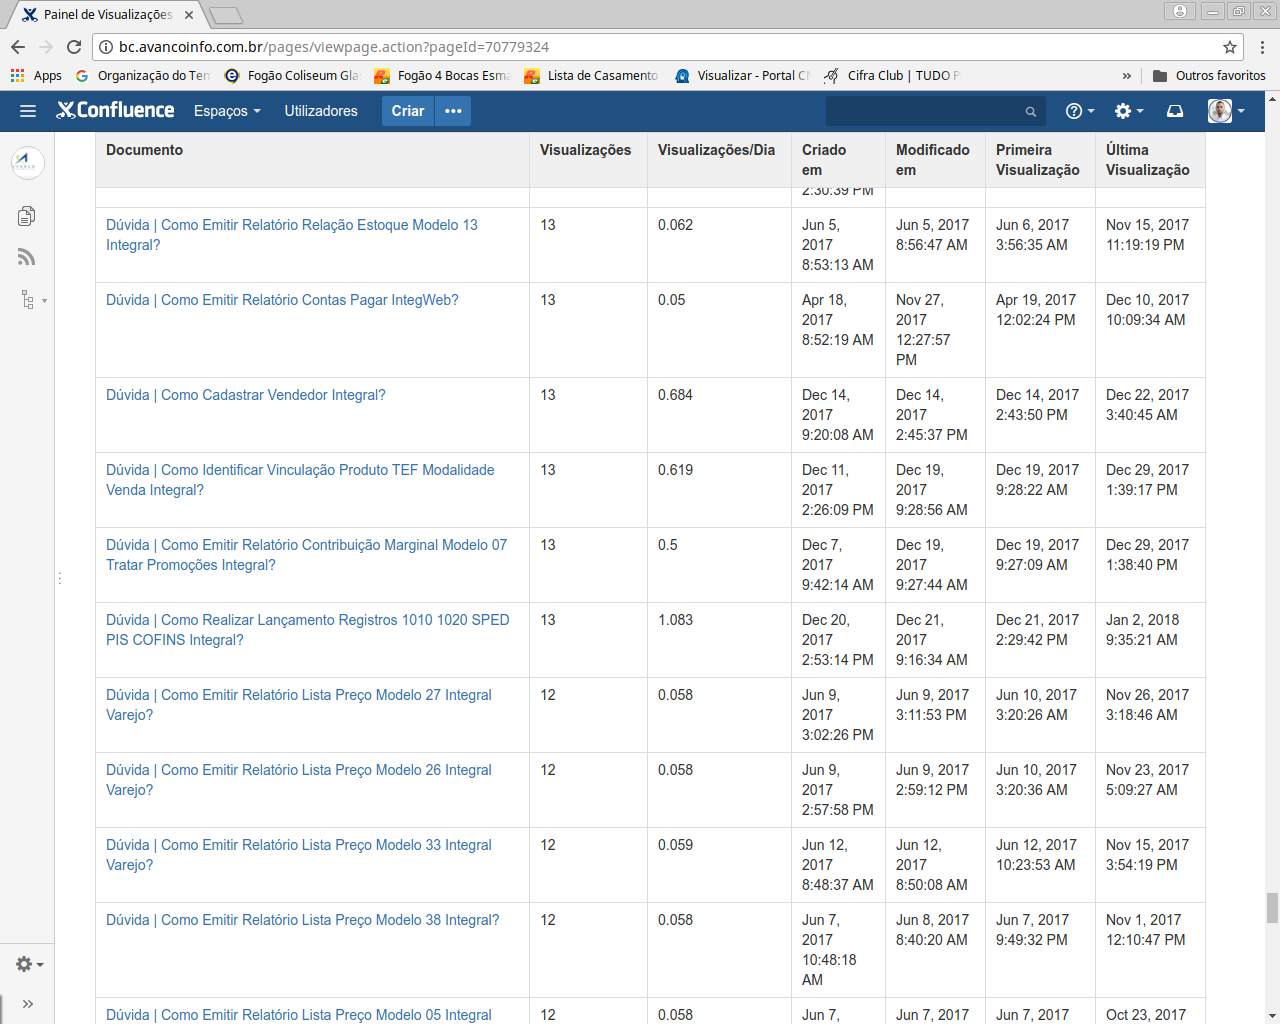 Painel de Visualizações
bc.avancoinfo.com.br/pages/viewpage.action?pageId=70779324
Apps
Organização do Ter
Fogão Coliseum Gla
Fogão 4 Bocas Esma
Lista de Casamento
Visualizar - Portal C
Cifra Club | TUDO P
»
Outros favoritos
Confluence
Espaços
Utilizadores
Criar
Documento
Visualizações
Visualizações/Dia
Criado
em
Modificado
em
Primeira
Visualização
Última
Visualização
2:30:39 PM
Dúvida | Como Emitir Relatório Relação Estoque Modelo 13
Integral?
13
0.062
Jun 5,
2017
8:53:13 AM
Jun 5, 2017
8:56:47 AM
Jun 6, 2017
3:56:35 AM
Nov 15, 2017
11:19:19 PM
Dúvida | Como Emitir Relatório Contas Pagar IntegWeb?
13
0.05
Apr 18,
2017
8:52:19 AM
Nov 27,
2017
12:27:57
PM
Apr 19, 2017
12:02:24 PM
Dec 10, 2017
10:09:34 AM
Dúvida | Como Cadastrar Vendedor Integral?
13
0.684
Dec 14,
2017
9:20:08 AM
Dec 14,
2017
2:45:37 PM
Dec 14, 2017
2:43:50 PM
Dec 22, 2017
3:40:45 AM
Dúvida | Como Identificar Vinculação Produto TEF Modalidade
Venda Integral?
13
0.619
Dec 11,
2017
2:26:09 PM
Dec 19,
2017
9:28:56 AM
Dec 19, 2017
9:28:22 AM
Dec 29, 2017
1:39:17 PM
Dúvida | Como Emitir Relatório Contribuição Marginal Modelo 07
Tratar Promoções Integral?
13
0.5
Dec 7,
2017
9:42:14 AM
Dec 19,
2017
9:27:44 AM
Dec 19, 2017
9:27:09 AM
Dec 29, 2017
1:38:40 PM
Dúvida | Como Realizar Lançamento Registros 1010 1020 SPED
PIS COFINS Integral?
13
1.083
Dec 20,
2017
2:53:14 PM
Dec 21,
2017
9:16:34 AM
Dec 21, 2017
2:29:42 PM
Jan 2, 2018
9:35:21 AM
Dúvida | Como Emitir Relatório Lista Preço Modelo 27 Integral
Varejo?
12
0.058
Jun 9,
2017
3:02:26 PM
Jun 9, 2017
3:11:53 PM
Jun 10, 2017
3:20:26 AM
Nov 26, 2017
3:18:46 AM
Dúvida | Como Emitir Relatório Lista Preço Modelo 26 Integral
Varejo?
12
0.058
Jun 9,
2017
2:57:58 PM
Jun 9, 2017
2:59:12 PM
Jun 10, 2017
3:20:36 AM
Nov 23, 2017
5:09:27 AM
Dúvida | Como Emitir Relatório Lista Preço Modelo 33 Integral
Varejo?
12
0.059
Jun 12,
2017
8:48:37 AM
Jun 12,
2017
8:50:08 AM
Jun 12, 2017
10:23:53 AM
Nov 15, 2017
3:54:19 PM
Dúvida | Como Emitir Relatório Lista Preço Modelo 38 Integral?
12
0.058
Jun 7,
2017
10:48:18
AM
Jun 8, 2017
8:40:20 AM
Jun 7, 2017
9:49:32 PM
Nov 1, 2017
12:10:47 PM
Dúvida | Como Emitir Relatório Lista Preço Modelo 05 Integral
12
0.058
Jun 7,
Jun 7, 2017
Jun 7, 2017
Oct 23, 2017